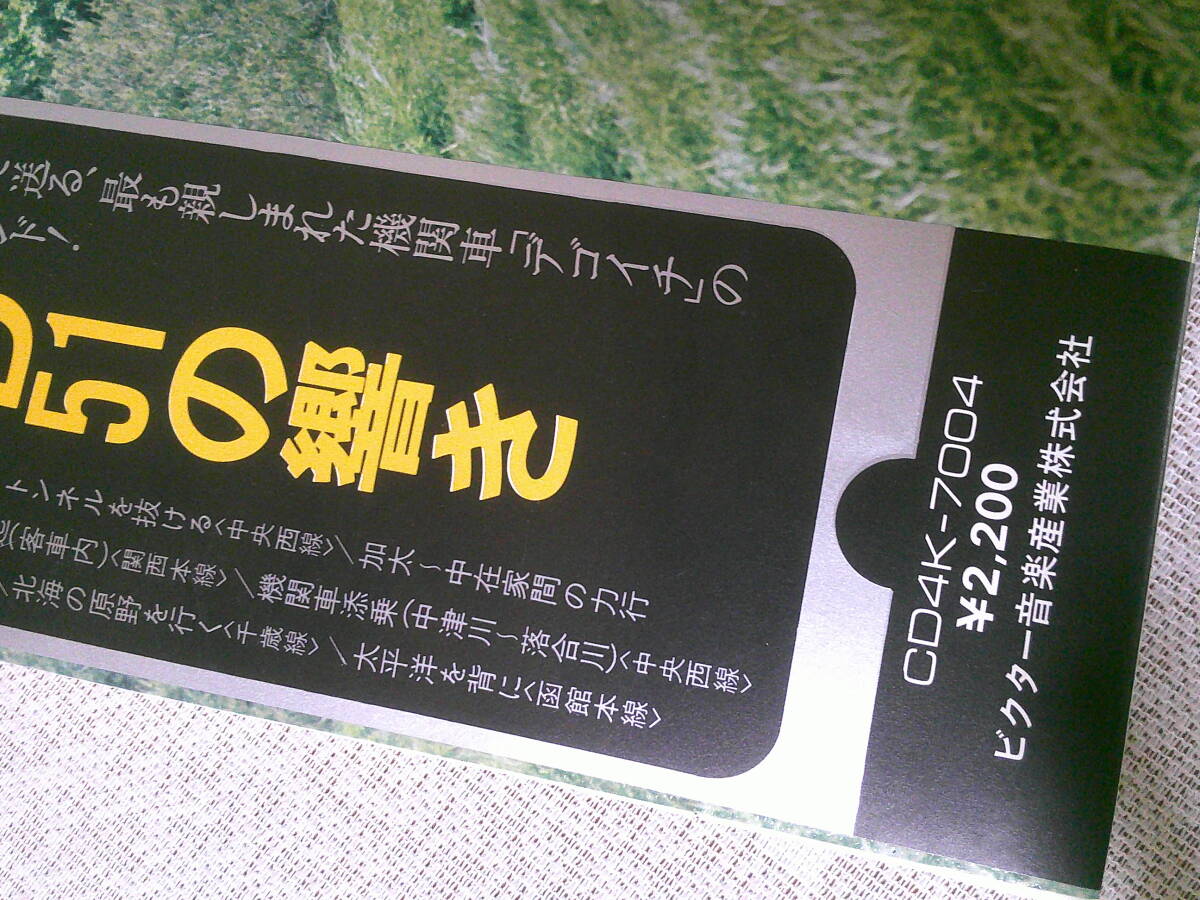 送る、最も親しまれた機関車「デゴイチ」の
ンド!
D51の響き
トンネルを抜ける〈中央西線〉/加太〜中在家間の力行
(客車内)〈関西本線〉/機関車添乗(中津川〜落合川)〈中央西線〉
/北海の原野を行く〈千歳線〉/太平洋を背に〈函館本線〉
CD4K-7004
¥2,200
ビクター音楽産業株式会社